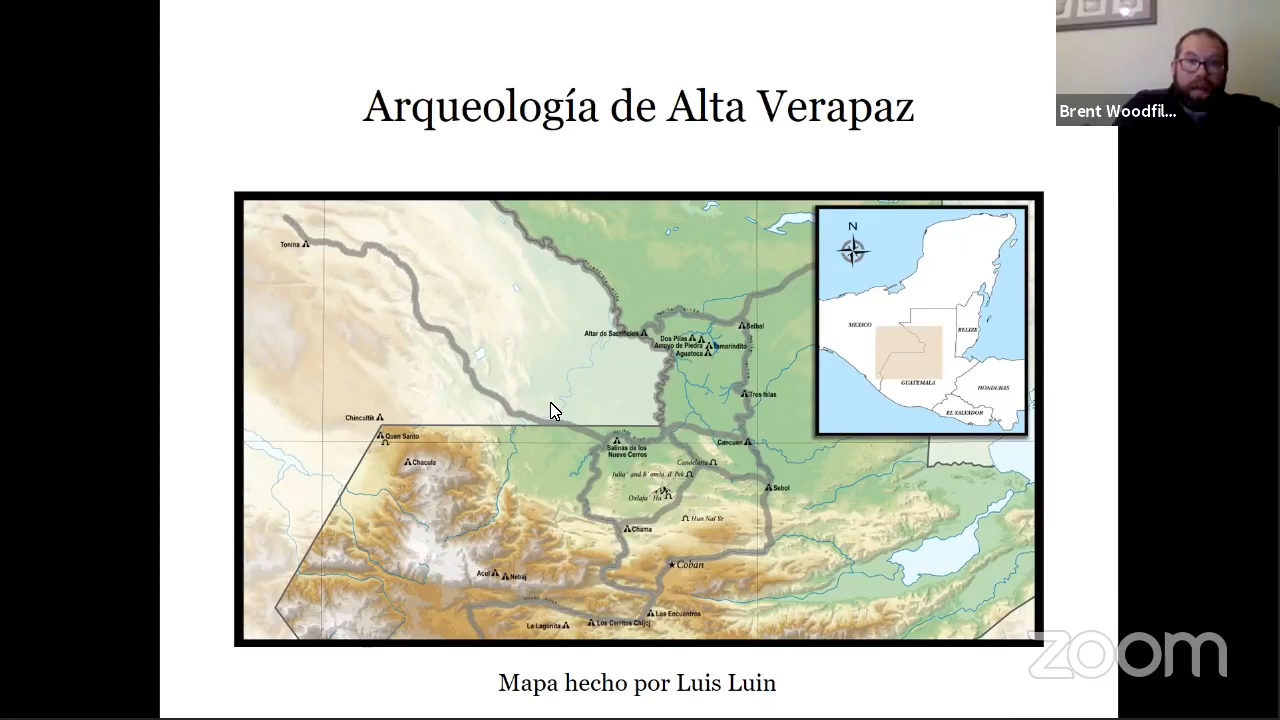 Arqueología de Alta Verapaz
Brent Woodfil...
Tonina
N
MEXICO
BELIZE
GUATEMALA
HONDURAS
EL SALVADOR
Altar de Sacrificios
Seibal
Dos Pilas
Tamarindito
Arroyo de Piedra
Aguateca
Tres Islas
Chincultik
Quen Santo
Chacula
Salinas de los
Nueve Cerros
Cancuen
Candelaria
Sebol
Hun Nal Ye
Chama
Coban
Acul
Nebaj
Los Encuentros
La Lagunita
Los Cerritos Chijoj
zoom
Mapa hecho por Luis Luin